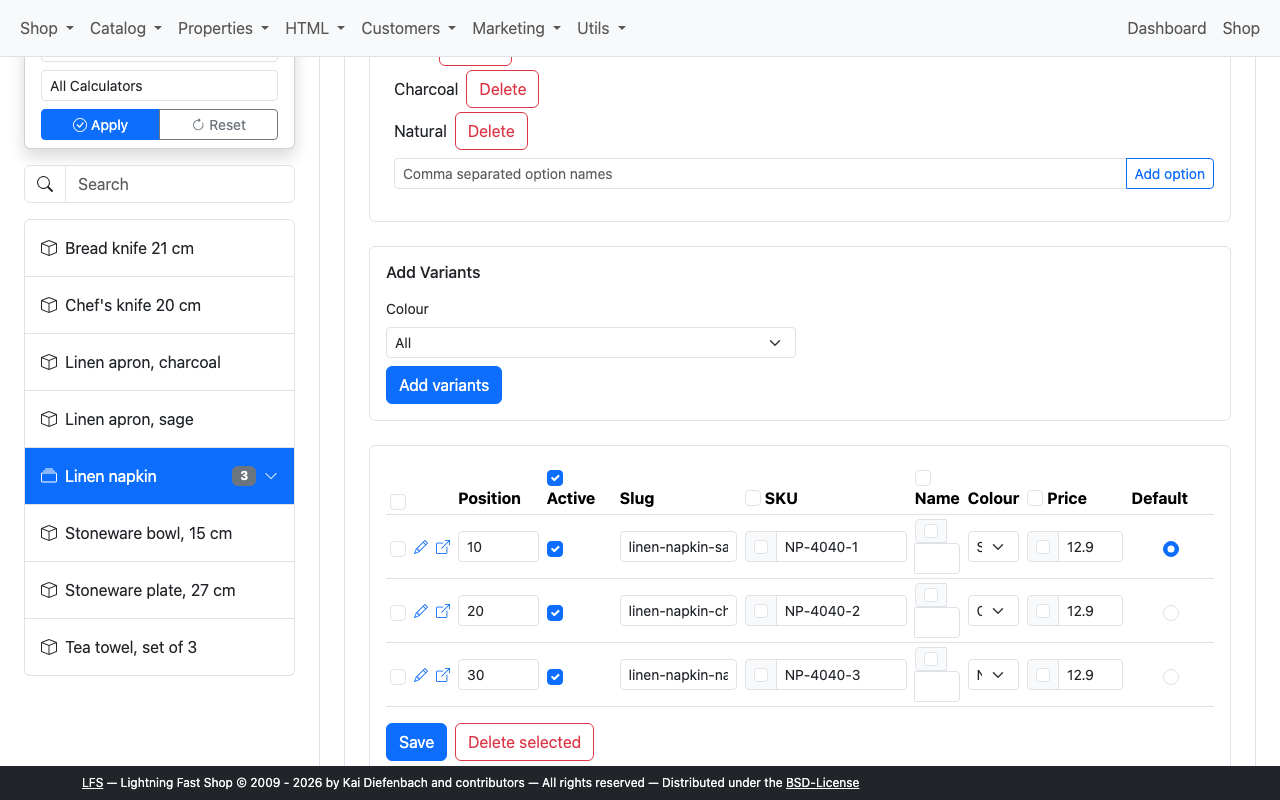 Shop Catalog Properties HTML Customers Marketing Utils Dashboard Shop
All Calculators
Apply Reset
Search
Bread knife 21 cm
Chef's knife 20 cm
Linen apron, charcoal
Linen apron, sage
Linen napkin 3
Stoneware bowl, 15 cm
Stoneware plate, 27 cm
Tea towel, set of 3
Charcoal Delete
Natural Delete
Comma separated option names Add option
Add Variants
Colour
All
Add variants
Position Active Slug SKU Name Colour Price Default
10 linen-napkin-sa NP-4040-1 12.9
20 linen-napkin-ch NP-4040-2 12.9
30 linen-napkin-na NP-4040-3 12.9
Save Delete selected
LFS — Lightning Fast Shop © 2009 - 2026 by Kai Diefenbach and contributors — All rights reserved — Distributed under the BSD-License